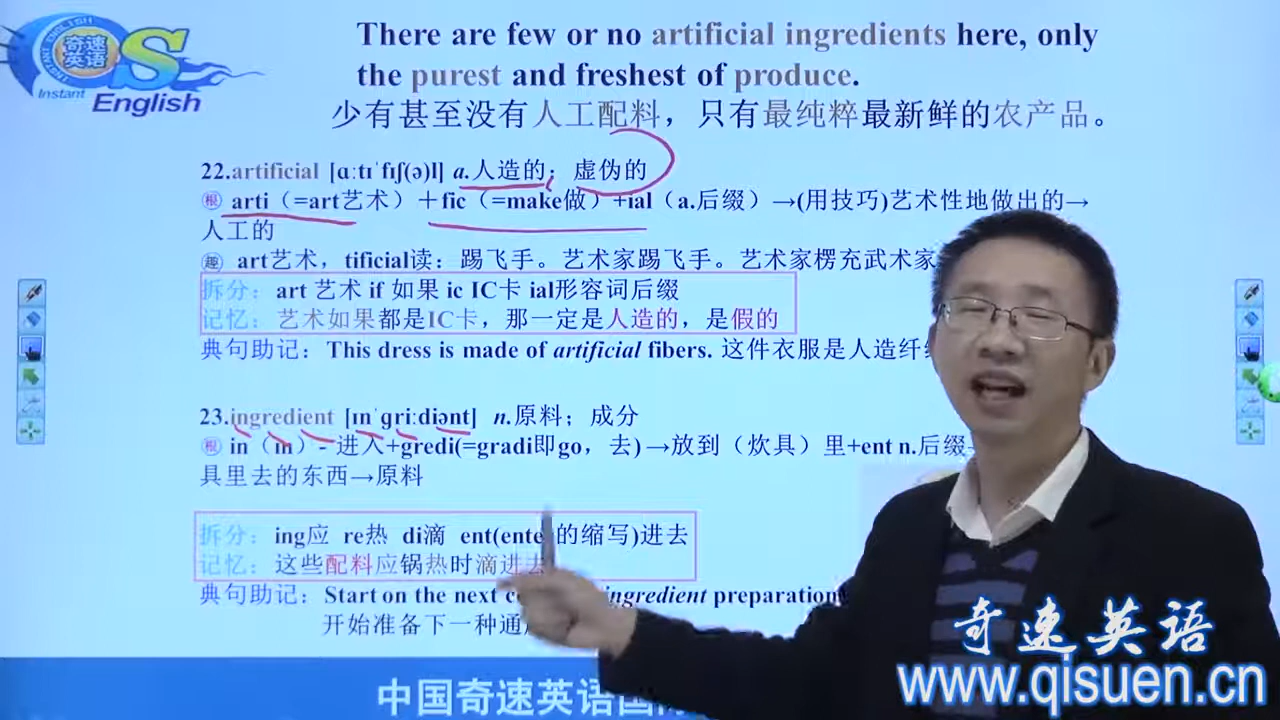 There are few or no artificial ingredients here, only
the purest and freshest of produce.
少有甚至没有人工配料，只有最纯粹最新鲜的农产品。
奇速
英语
INSTANT ENGLISH
S
Instant
English
22.artificial [ɑːtɪˈfɪʃ(ə)l] a.人造的；虚伪的
根 arti（=art艺术）＋fic（=make做）+ial（a.后缀）→(用技巧)艺术性地做出的→
人工的
趣 art艺术，tificial读：踢飞手。艺术家踢飞手。艺术家楞充武术家
拆分：art 艺术 if 如果 ic IC卡 ial形容词后缀
记忆：艺术如果都是IC卡，那一定是人造的，是假的
典句助记：This dress is made of artificial fibers. 这件衣服是人造纤
23.ingredient [ɪnˈɡriːdiənt] n.原料；成分
根 in（in）- 进入+gredi(=gradi即go，去)→放到（炊具）里+ent n.后缀
具里去的东西→原料
拆分：ing应 re热 di滴 ent(ente 的缩写)进去
记忆：这些配料应锅热时滴进去
典句助记：Start on the next ingredient preparation
开始准备下一种通
中国奇速英语国
奇速英语
www.qisuen.cn